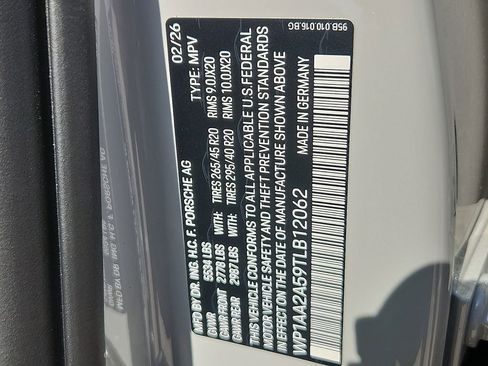 95B.010.016.BG
MFD BY DR. ING. H.C. F. PORSCHE AG 02/26
GVWR 5534 LBS TYPE: MPV
GAWR FRONT 2778 LBS WITH: TIRES 265/45 R20 RIMS 9.0JX20
GAWR REAR 2987 LBS WITH: TIRES 295/40 R20 RIMS 10.0JX20
THIS VEHICLE CONFORMS TO ALL APPLICABLE U.S.FEDERAL
MOTOR VEHICLE SAFETY AND THEFT PREVENTION STANDARDS
IN EFFECT ON THE DATE OF MANUFACTURE SHOWN ABOVE
WP1AA2A59TLB12062 MADE IN GERMANY